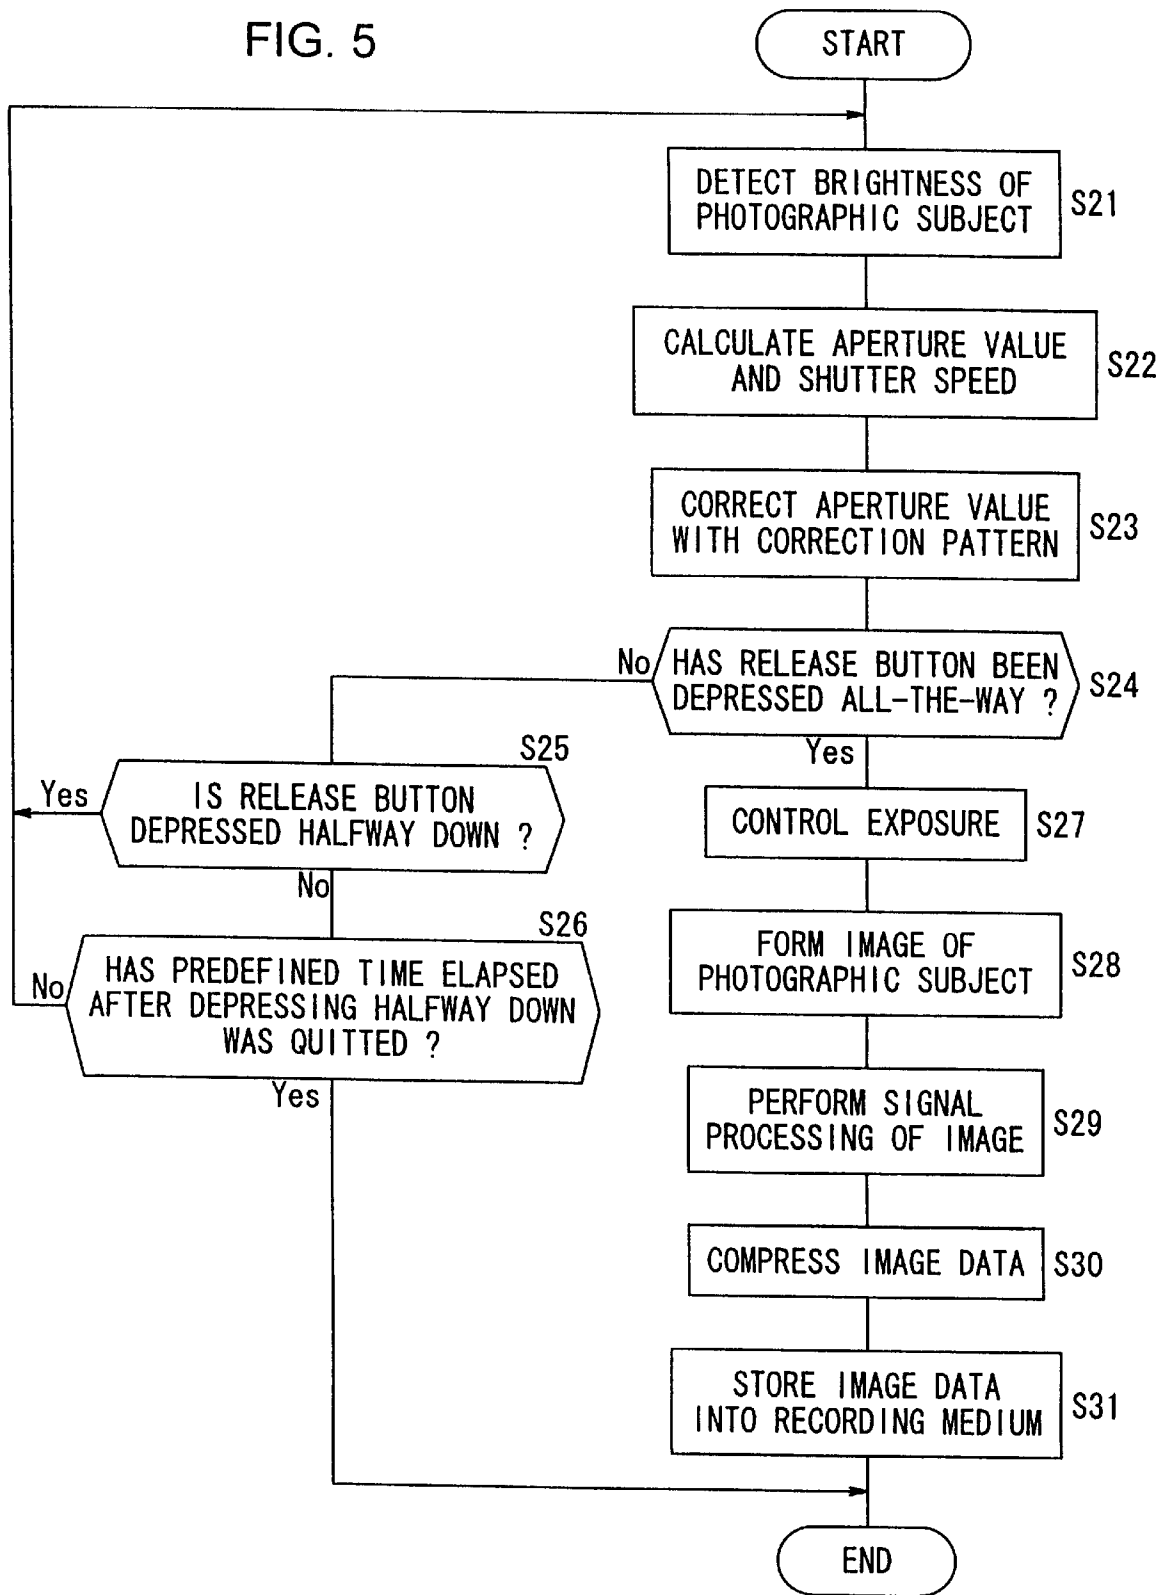 FIG. 5
START
DETECT BRIGHTNESS OF
PHOTOGRAPHIC SUBJECT
S21
CALCULATE APERTURE VALUE
AND SHUTTER SPEED
S22
CORRECT APERTURE VALUE
WITH CORRECTION PATTERN
S23
No
HAS RELEASE BUTTON BEEN
DEPRESSED ALL-THE-WAY ?
S24
Yes
S25
Yes
IS RELEASE BUTTON
DEPRESSED HALFWAY DOWN ?
No
S26
No
HAS PREDEFINED TIME ELAPSED
AFTER DEPRESSING HALFWAY DOWN
WAS QUITTED ?
Yes
CONTROL EXPOSURE
S27
FORM IMAGE OF
PHOTOGRAPHIC SUBJECT
S28
PERFORM SIGNAL
PROCESSING OF IMAGE
S29
COMPRESS IMAGE DATA
S30
STORE IMAGE DATA
INTO RECORDING MEDIUM
S31
END